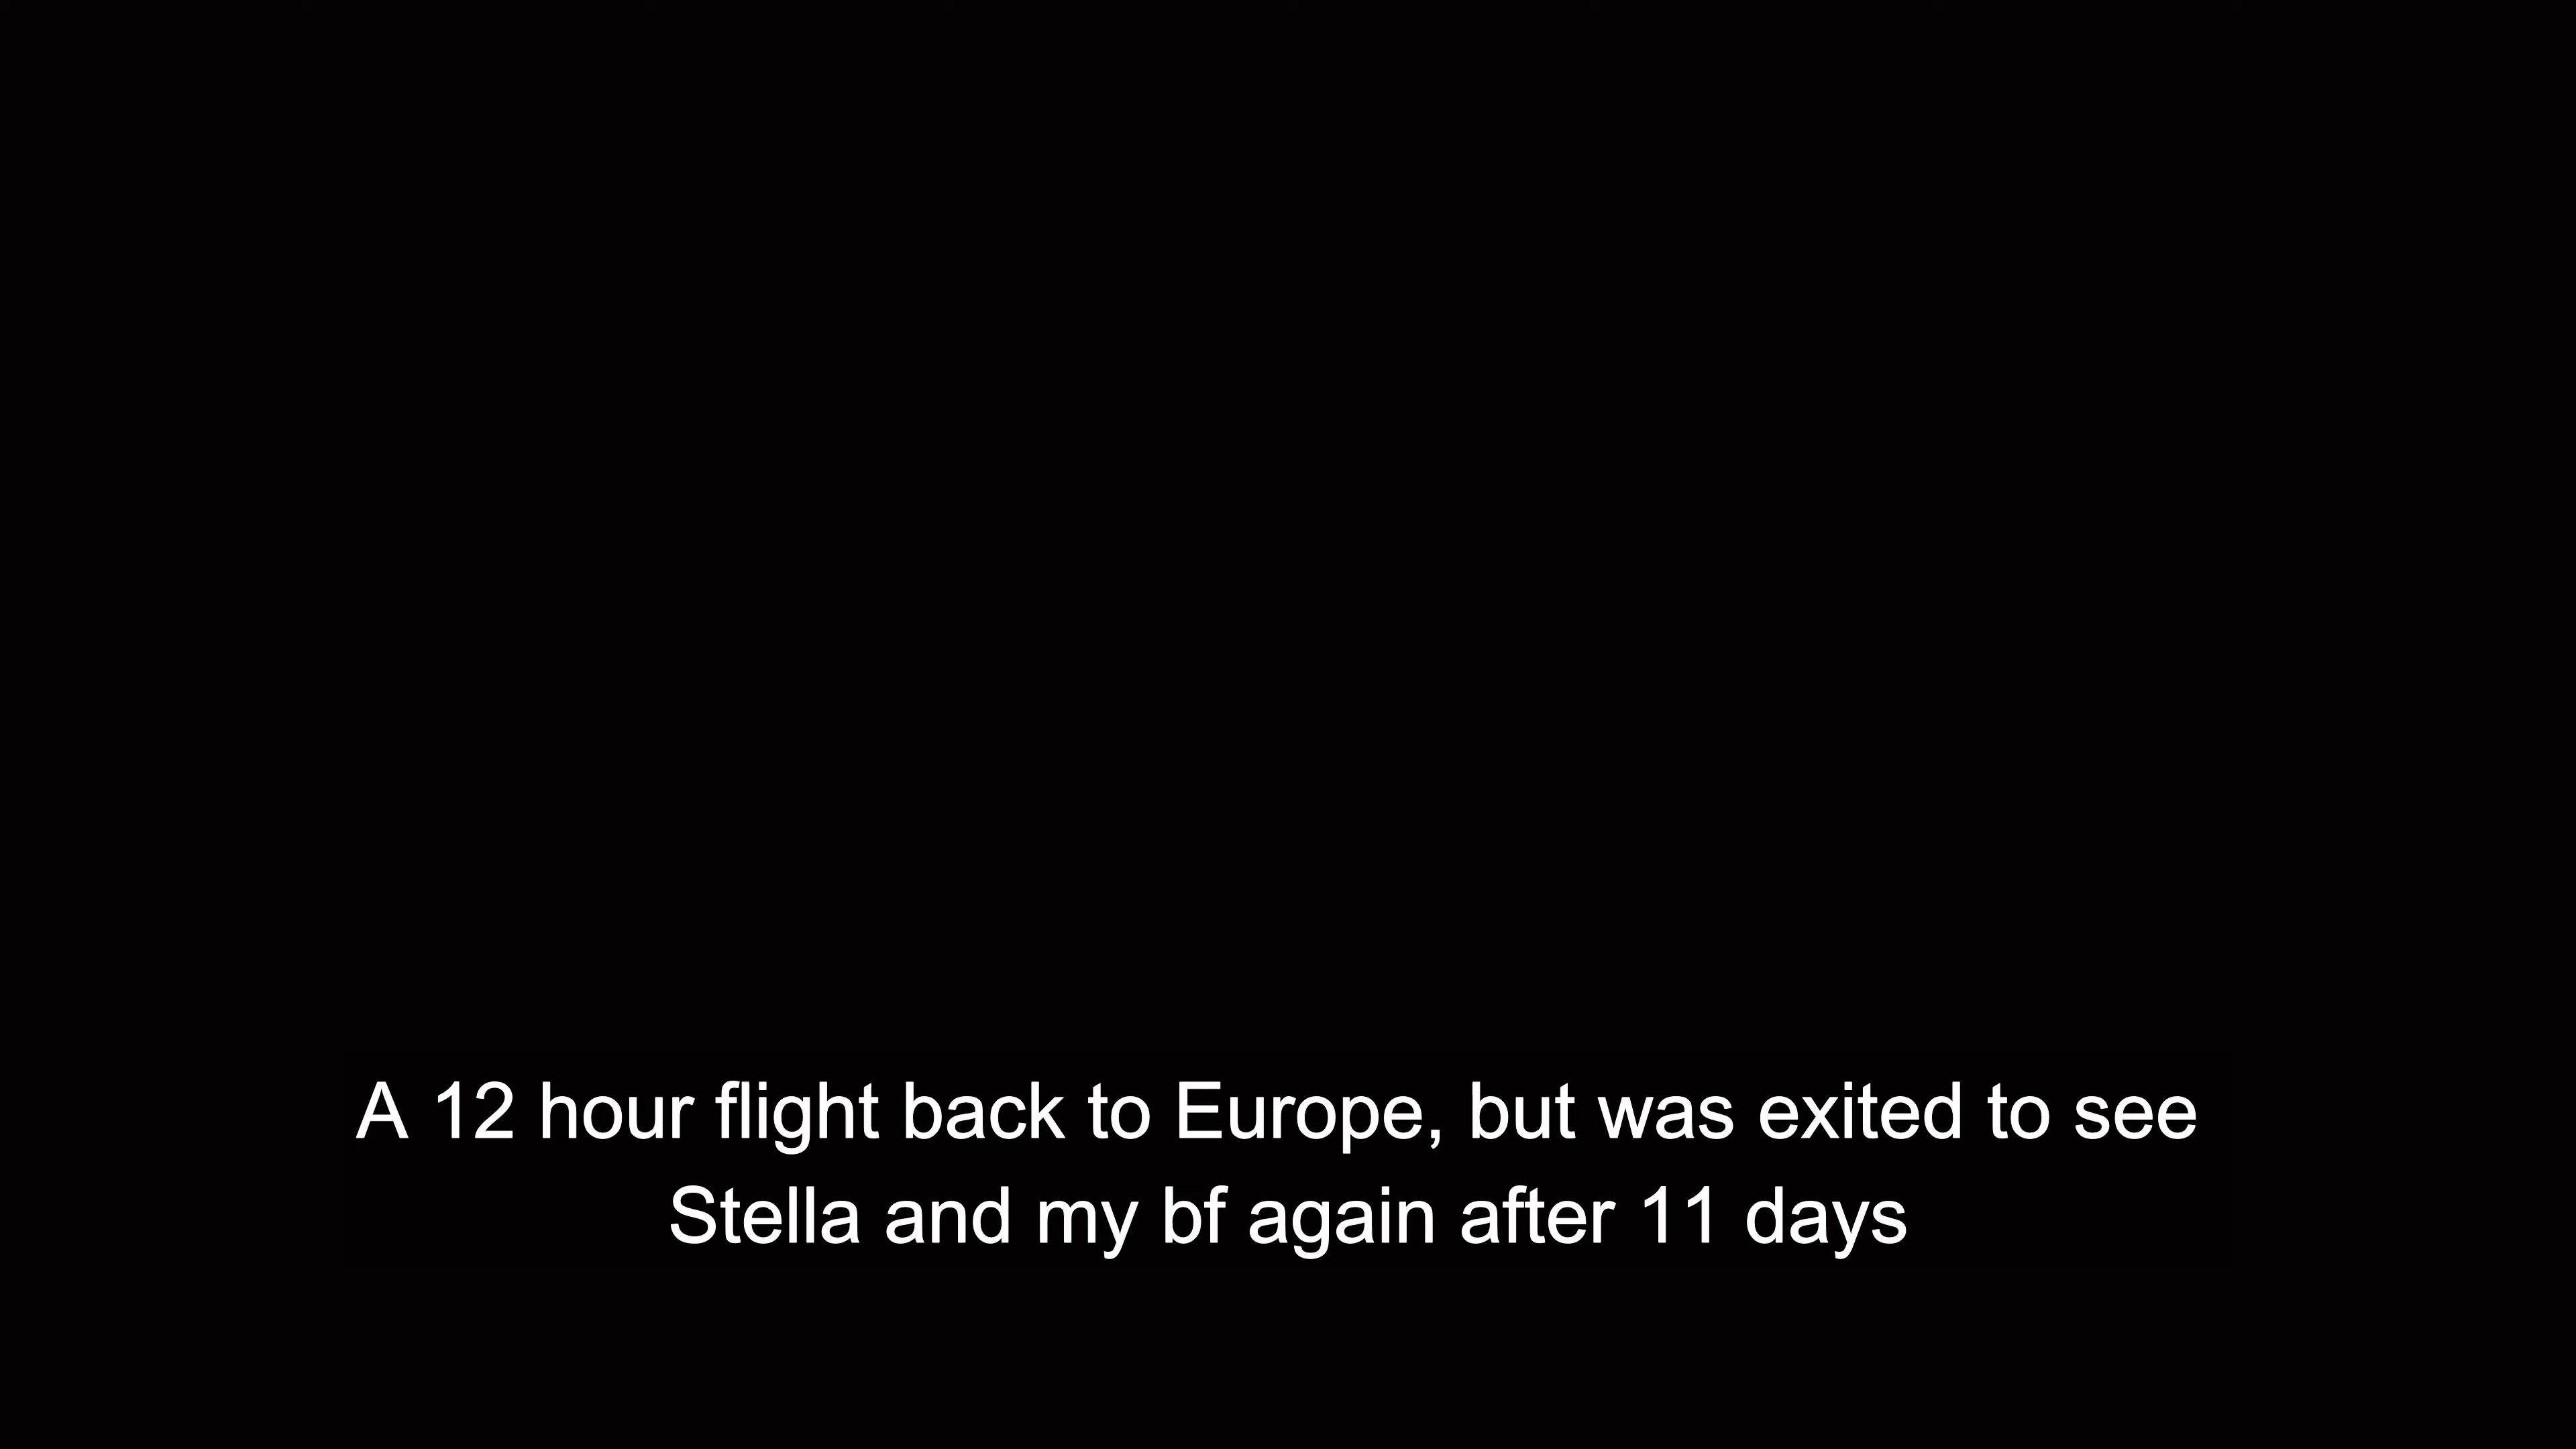 A 12 hour flight back to Europe, but was exited to see
Stella and my bf again after 11 days